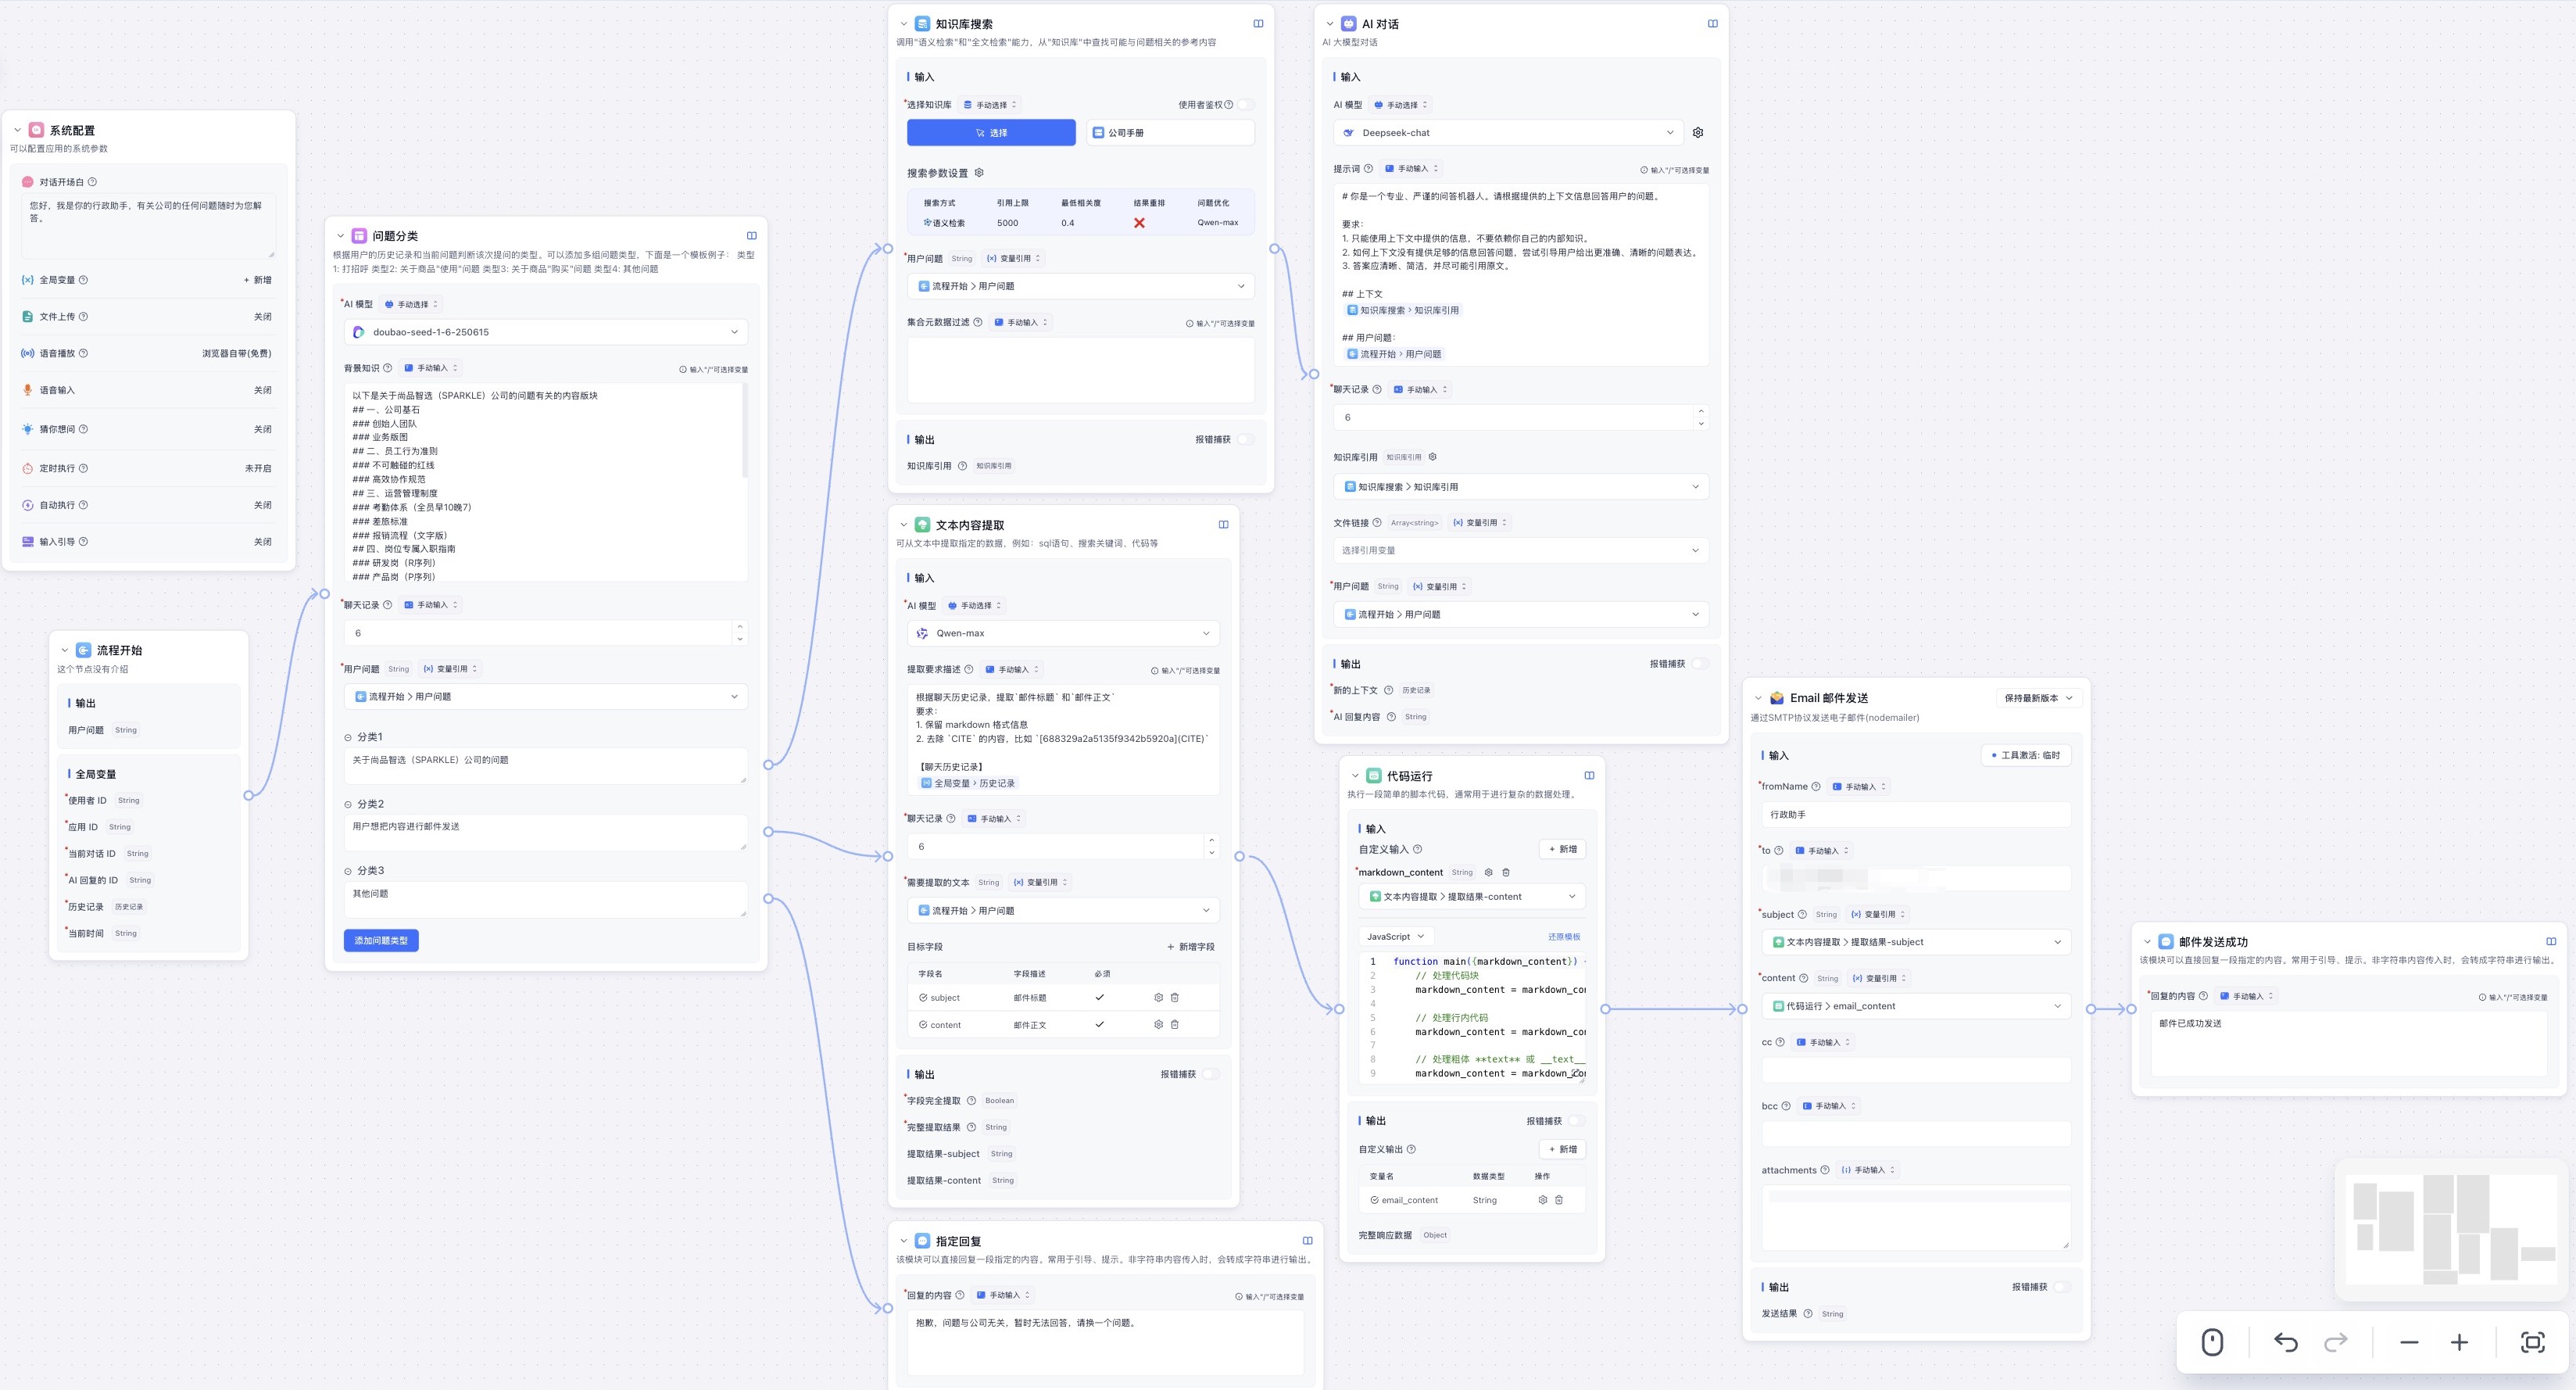 系统配置
可以配置应用的系统参数
对话开场白
您好，我是你的行政助手，有关公司的任何问题随时为您解
答。
全局变量
+ 新增
文件上传
关闭
语音播放
浏览器自带(免费)
语音输入
关闭
猜你想问
关闭
定时执行
未开启
自动执行
关闭
输入引导
关闭
流程开始
这个节点没有介绍
输出
用户问题 String
全局变量
*使用者 ID String
*应用 ID String
*当前对话 ID String
*AI 回复的 ID String
*历史记录 历史记录
*当前时间 String
问题分类
根据用户的历史记录和当前问题判断该次提问的类型。可以添加多组问题类型，下面是一个模板例子： 类型
1: 打招呼 类型2: 关于商品"使用"问题 类型3: 关于商品"购买"问题 类型4: 其他问题
*AI 模型 手动选择
doubao-seed-1-6-250615
背景知识 手动输入
输入"/"可选择变量
以下是关于尚品智选（SPARKLE）公司的问题有关的内容版块
## 一、公司基石
### 创始人团队
### 业务版图
## 二、员工行为准则
### 不可触碰的红线
### 高效协作规范
## 三、运营管理制度
### 考勤体系（全员早10晚7）
### 差旅标准
### 报销流程（文字版）
## 四、岗位专属入职指南
### 研发岗（R序列）
### 产品岗（P序列）
*聊天记录 手动输入
6
*用户问题 String 变量引用
流程开始 > 用户问题
分类1
关于尚品智选（SPARKLE）公司的问题
分类2
用户想把内容进行邮件发送
分类3
其他问题
添加问题类型
知识库搜索
调用"语义检索"和"全文检索"能力，从"知识库"中查找可能与问题相关的参考内容
输入
*选择知识库 手动选择
使用者鉴权
选择
公司手册
搜索参数设置
搜索方式 引用上限 最低相关度 结果重排 问题优化
语义检索 5000 0.4 ❌ Qwen-max
*用户问题 String 变量引用
流程开始 > 用户问题
集合元数据过滤 手动输入
输入"/"可选择变量
输出
报错捕获
知识库引用 知识库引用
文本内容提取
可从文本中提取指定的数据，例如：sql语句、搜索关键词、代码等
输入
*AI 模型 手动选择
Qwen-max
提取要求描述 手动输入
输入"/"可选择变量
根据聊天历史记录，提取`邮件标题` 和`邮件正文`
要求：
1. 保留 markdown 格式信息
2. 去除 `CITE` 的内容，比如 `[688329a2a5135f9342b5920a](CITE)`
【聊天历史记录】
全局变量 > 历史记录
*聊天记录 手动输入
6
*需要提取的文本 String 变量引用
流程开始 > 用户问题
目标字段
+ 新增字段
字段名 字段描述 必须
subject 邮件标题
content 邮件正文
输出
报错捕获
*字段完全提取 Boolean
*完整提取结果 String
提取结果-subject String
提取结果-content String
指定回复
该模块可以直接回复一段指定的内容。常用于引导、提示。非字符串内容传入时，会转成字符串进行输出。
*回复的内容 手动输入
输入"/"可选择变量
抱歉，问题与公司无关，暂时无法回答，请换一个问题。
AI 对话
AI 大模型对话
输入
AI 模型 手动选择
Deepseek-chat
提示词 手动输入
输入"/"可选择变量
# 你是一个专业、严谨的问答机器人。请根据提供的上下文信息回答用户的问题。
要求：
1. 只能使用上下文中提供的信息，不要依赖你自己的内部知识。
2. 如何上下文没有提供足够的信息回答问题，尝试引导用户给出更准确、清晰的问题表达。
3. 答案应清晰、简洁，并尽可能引用原文。
## 上下文
知识库搜索 > 知识库引用
## 用户问题：
流程开始 > 用户问题
*聊天记录 手动输入
6
知识库引用 知识库引用
知识库搜索 > 知识库引用
文件链接 Array<string> 变量引用
选择引用变量
*用户问题 String 变量引用
流程开始 > 用户问题
输出
报错捕获
*新的上下文 历史记录
*AI 回复内容 String
代码运行
执行一段简单的脚本代码，通常用于进行复杂的数据处理。
输入
自定义输入
+ 新增
*markdown_content String
文本内容提取 > 提取结果-content
JavaScript
还原模板
1 function main({markdown_content})
2 // 处理代码块
3 markdown_content = markdown_con
4
5 // 处理行内代码
6 markdown_content = markdown_con
7
8 // 处理粗体 **text** 或 __text__
9 markdown_content = markdown_con
输出
报错捕获
自定义输出
+ 新增
变量名 数据类型 操作
email_content String
完整响应数据 Object
Email 邮件发送
保持最新版本
通过SMTP协议发送电子邮件(nodemailer)
输入
工具激活: 临时
*fromName 手动输入
行政助手
*to 手动输入
*subject String 变量引用
文本内容提取 > 提取结果-subject
*content String 变量引用
代码运行 > email_content
cc 手动输入
bcc 手动输入
attachments 手动输入
输出
报错捕获
发送结果 String
邮件发送成功
该模块可以直接回复一段指定的内容。常用于引导、提示。非字符串内容传入时，会转成字符串进行输出。
*回复的内容 手动输入
输入"/"可选择变量
邮件已成功发送